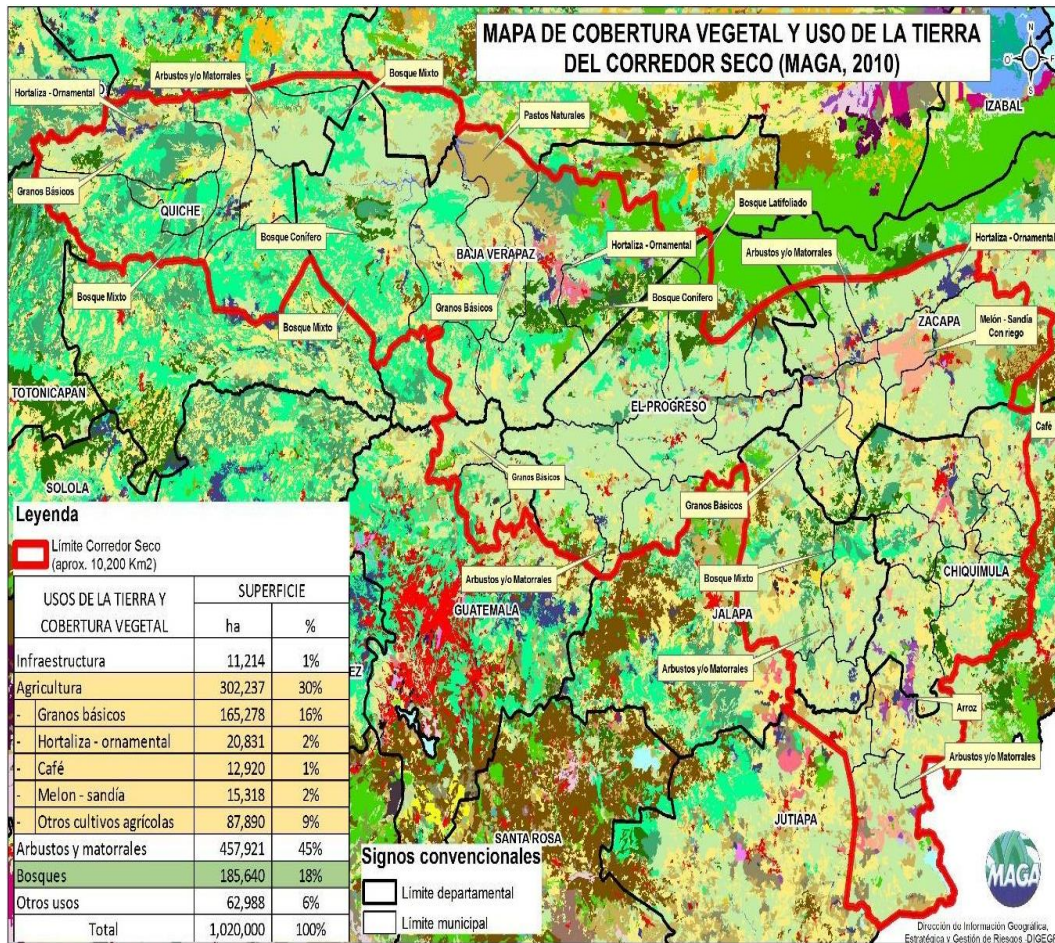 MAPA DE COBERTURA VEGETAL Y USO DE LA TIERRA
DEL CORREDOR SECO (MAGA, 2010)
N
O
E
S
IZABAL
Arbustos y/o Matorrales
Bosque Mixto
Hortaliza - Ornamental
Pastos Naturales
Granos Básicos
QUICHE
Bosque Latifoliado
Hortaliza - Ornamental
Bosque Conífero
Hortaliza - Ornamental
Arbustos y/o Matorrales
BAJA VERAPAZ
Bosque Mixto
Granos Básicos
Bosque Conífero
Bosque Mixto
ZACAPA
Melón - Sandía
Con riego
TOTONICAPAN
EL PROGRESO
Café
SOLOLA
Granos Básicos
Granos Básicos
Arbustos y/o Matorrales
Bosque Mixto
CHIQUIMULA
GUATEMALA
JALAPA
Arbustos y/o Matorrales
EZ
Arroz
Arbustos y/o Matorrales
JUTIAPA
SANTA ROSA
Leyenda
Límite Corredor Seco
(aprox. 10,200 Km2)
USOS DE LA TIERRA Y COBERTURA VEGETAL SUPERFICIE
ha %
Infraestructura 11,214 1%
Agricultura 302,237 30%
- Granos básicos 165,278 16%
- Hortaliza - ornamental 20,831 2%
- Café 12,920 1%
- Melon - sandía 15,318 2%
- Otros cultivos agrícolas 87,890 9%
Arbustos y matorrales 457,921 45%
Bosques 185,640 18%
Otros usos 62,988 6%
Total 1,020,000 100%
Signos convencionales
Límite departamental
Límite municipal
MAGA
Dirección de Información Geográfica,
Estratégica y Gestión de Riesgos -DIGEGR